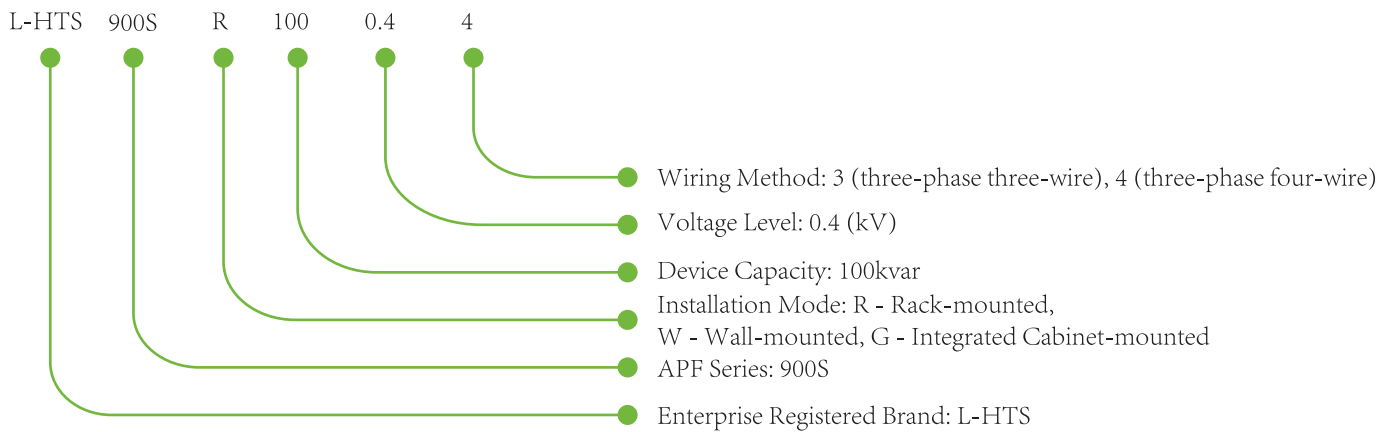 L-HTS 900S R 100 0.4 4
Wiring Method: 3 (three-phase three-wire), 4 (three-phase four-wire)
Voltage Level: 0.4 (kV)
Device Capacity: 100kvar
Installation Mode: R - Rack-mounted,
W - Wall-mounted, G - Integrated Cabinet-mounted
APF Series: 900S
Enterprise Registered Brand: L-HTS